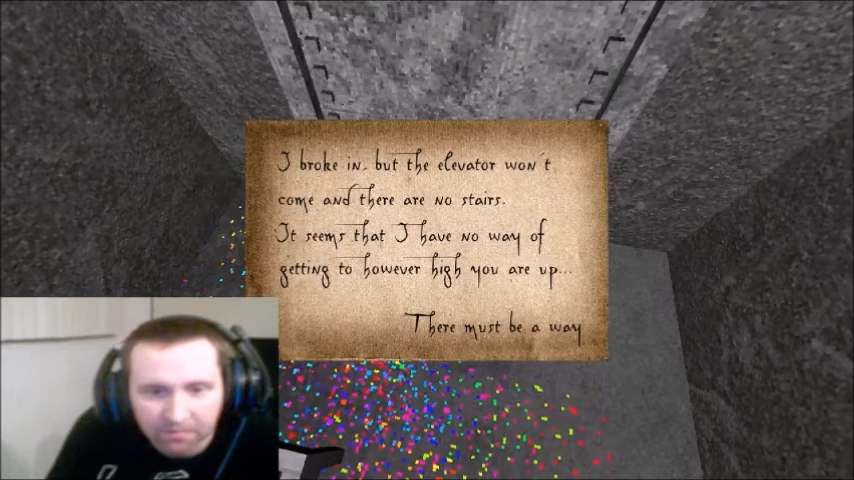 I broke in, but the elevator won't
come and there are no stairs.
It seems that I have no way of
getting to however high you are up...
There must be a way